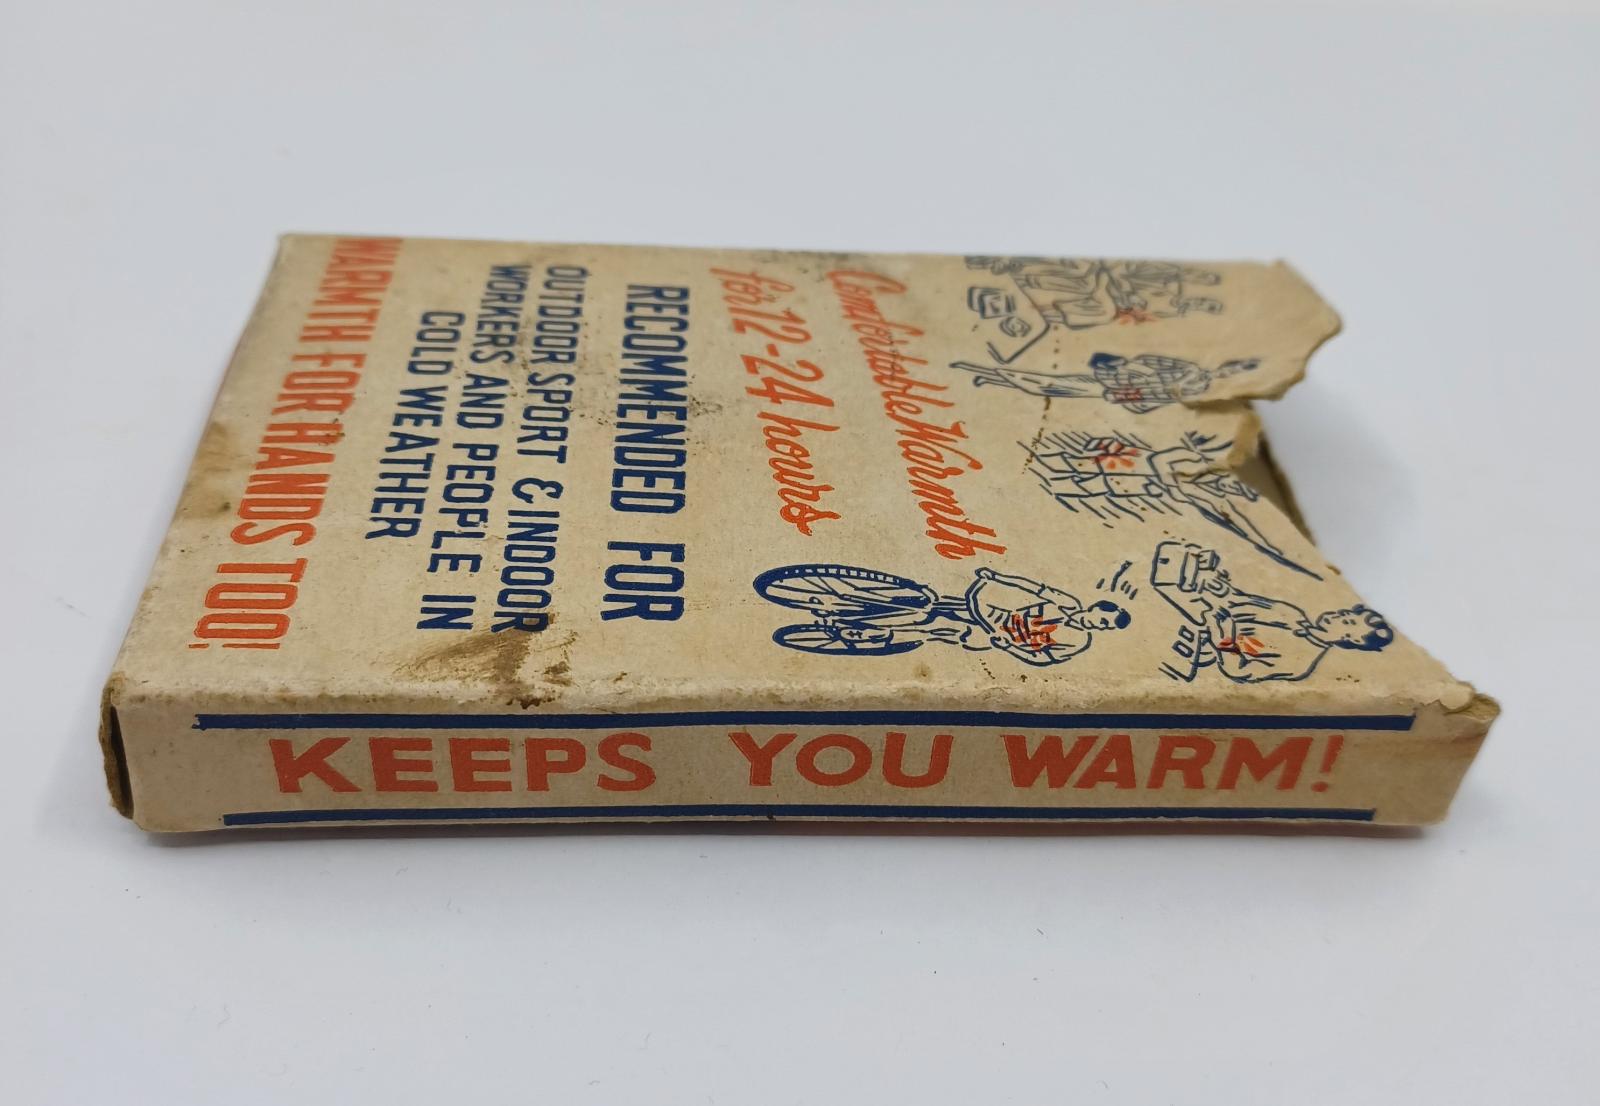 Comfortable Warmth
for 12-24 hours
RECOMMENDED FOR
OUTDOOR SPORT & INDOOR
WORKERS AND PEOPLE IN
COLD WEATHER
WARMTH FOR HANDS TOO!
KEEPS YOU WARM!